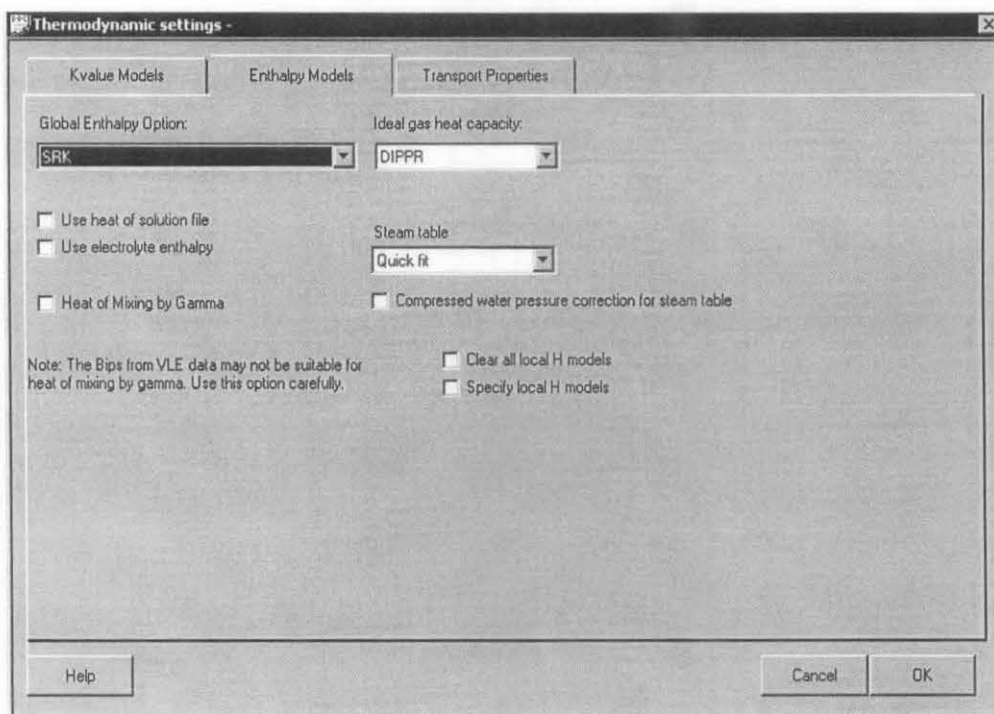 Thermodynamic settings -
Kvalue Models
Enthalpy Models
Transport Properties
Global Enthalpy Option:
Ideal gas heat capacity:
SRK
DIPPR
Use heat of solution file
Use electrolyte enthalpy
Steam table
Quick fit
Heat of Mixing by Gamma
Compressed water pressure correction for steam table
Note: The Bips from VLE data may not be suitable for
heat of mixing by gamma. Use this option carefully.
Clear all local H models
Specify local H models
Help
Cancel
OK